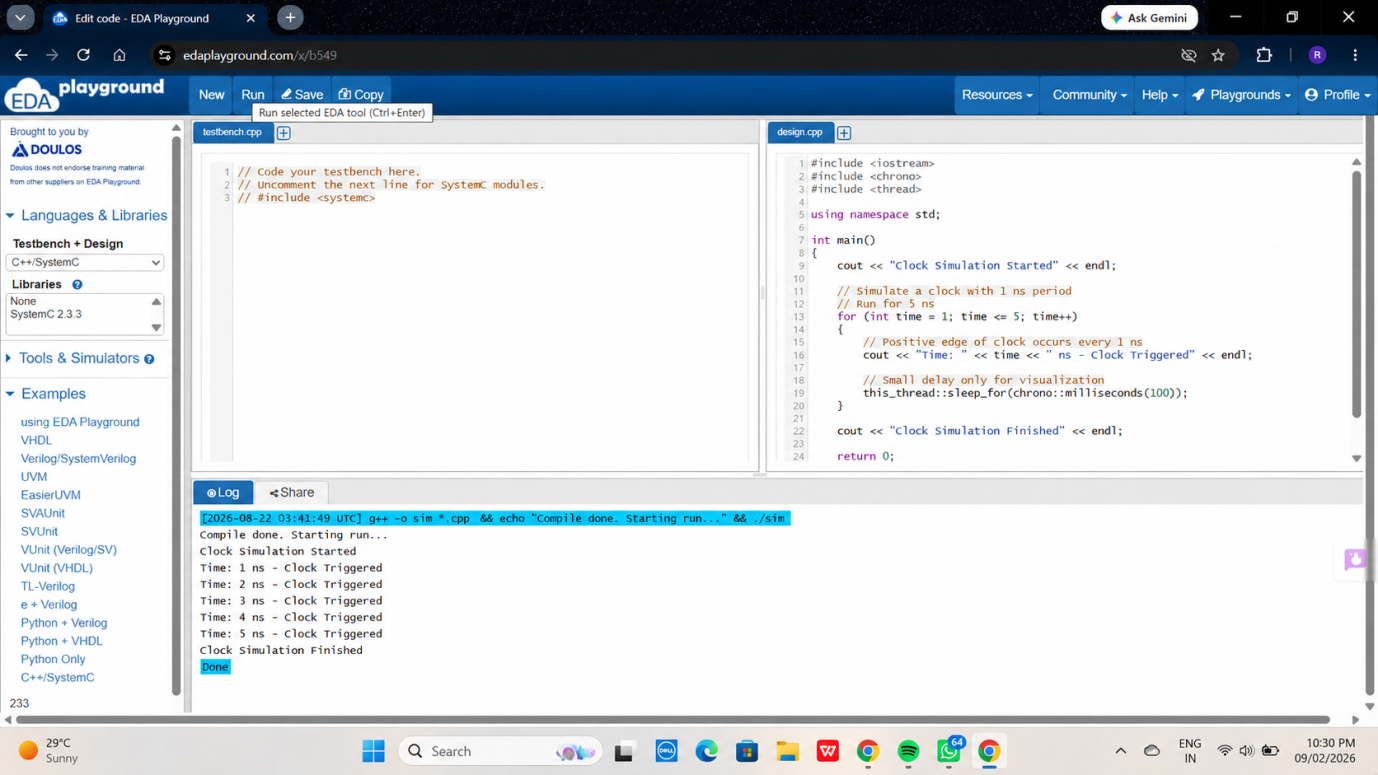 Edit code - EDA Playground
Ask Gemini
edaplayground.com/x/b549
R
EDA playground
New
Run
Save
Copy
Resources
Community
Help
Playgrounds
Profile
Run selected EDA tool (Ctrl+Enter)
Brought to you by
DOULOS
Doulos does not endorse training material
from other suppliers on EDA Playground.
Languages & Libraries
Testbench + Design
C++/SystemC
Libraries ?
None
SystemC 2.3.3
Tools & Simulators ?
Examples
using EDA Playground
VHDL
Verilog/SystemVerilog
UVM
EasierUVM
SVAUnit
SVUnit
VUnit (Verilog/SV)
VUnit (VHDL)
TL-Verilog
e + Verilog
Python + Verilog
Python + VHDL
Python Only
C++/SystemC
233
testbench.cpp
1 // Code your testbench here.
2 // Uncomment the next line for SystemC modules.
3 // #include <systemc>
design.cpp
1 #include <iostream>
2 #include <chrono>
3 #include <thread>
4
5 using namespace std;
6
7 int main()
8 {
9 cout << "Clock Simulation Started" << endl;
10
11 // Simulate a clock with 1 ns period
12 // Run for 5 ns
13 for (int time = 1; time <= 5; time++)
14 {
15 // Positive edge of clock occurs every 1 ns
16 cout << "Time: " << time << " ns - Clock Triggered" << endl;
17
18 // Small delay only for visualization
19 this_thread::sleep_for(chrono::milliseconds(100));
20 }
21
22 cout << "Clock Simulation Finished" << endl;
23
24 return 0;
Log
Share
[2026-08-22 03:41:49 UTC] g++ -o sim *.cpp && echo "Compile done. Starting run..." && ./sim
Compile done. Starting run...
Clock Simulation Started
Time: 1 ns - Clock Triggered
Time: 2 ns - Clock Triggered
Time: 3 ns - Clock Triggered
Time: 4 ns - Clock Triggered
Time: 5 ns - Clock Triggered
Clock Simulation Finished
Done
29°C
Sunny
Search
DELL
W
64
ENG
IN
10:30 PM
09/02/2026